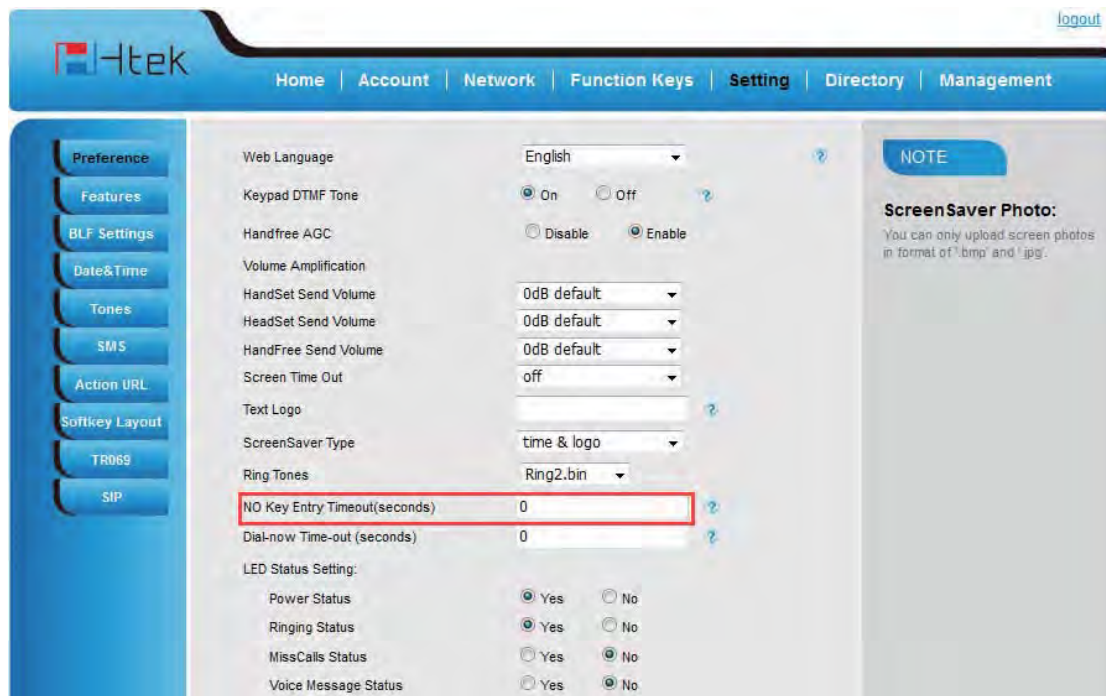 logout
Htek
Home | Account | Network | Function Keys | Setting | Directory | Management
Preference
Features
BLF Settings
Date&Time
Tones
SMS
Action URL
Softkey Layout
TR069
SIP
Web Language English ?
Keypad DTMF Tone On Off ?
Handfree AGC Disable Enable
Volume Amplification
HandSet Send Volume 0dB default
HeadSet Send Volume 0dB default
HandFree Send Volume 0dB default
Screen Time Out off
Text Logo ?
ScreenSaver Type time & logo
Ring Tones Ring2.bin
NO Key Entry Timeout(seconds) 0 ?
Dial-now Time-out (seconds) 0 ?
LED Status Setting:
Power Status Yes No
Ringing Status Yes No
MissCalls Status Yes No
Voice Message Status Yes No
NOTE
ScreenSaver Photo:
You can only upload screen photos
in format of '.bmp' and '.jpg'.